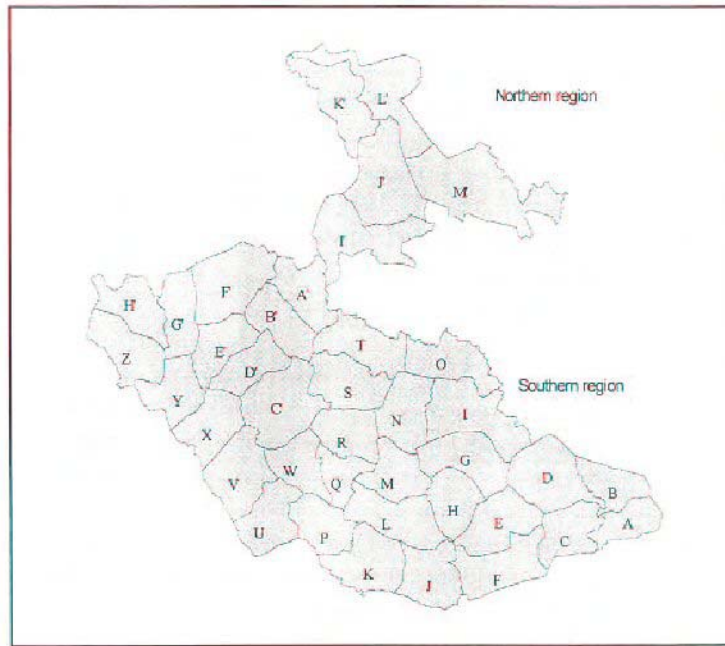 K' L' Northern region
J' M'
I'
H' G' F' A'
B'
Z E' T O
D' S Southern region
Y C' N I
X R
G
V W Q M D
H B
U P L E A
C
K J F